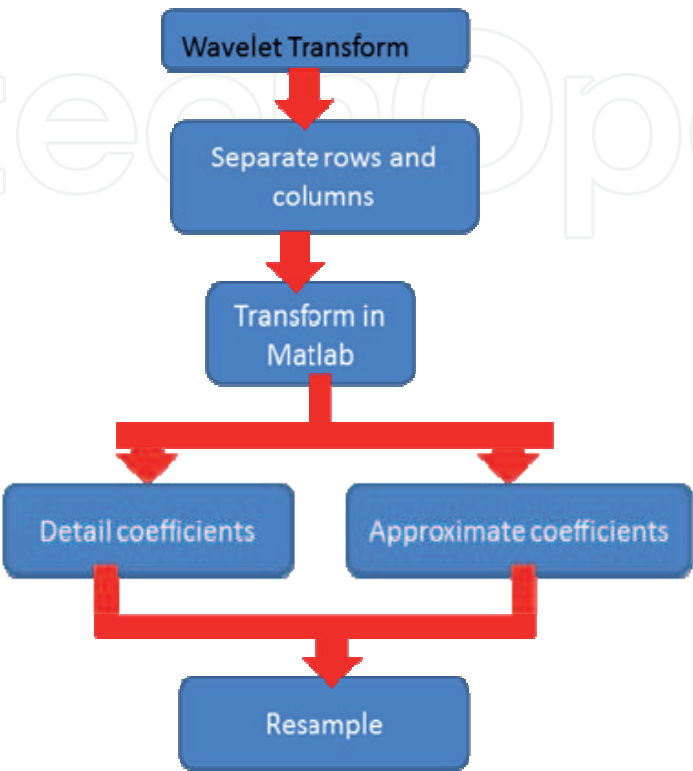 Wavelet Transform
Separate rows and
columns
Transform in
Matlab
Detail coefficients
Approximate coefficients
Resample